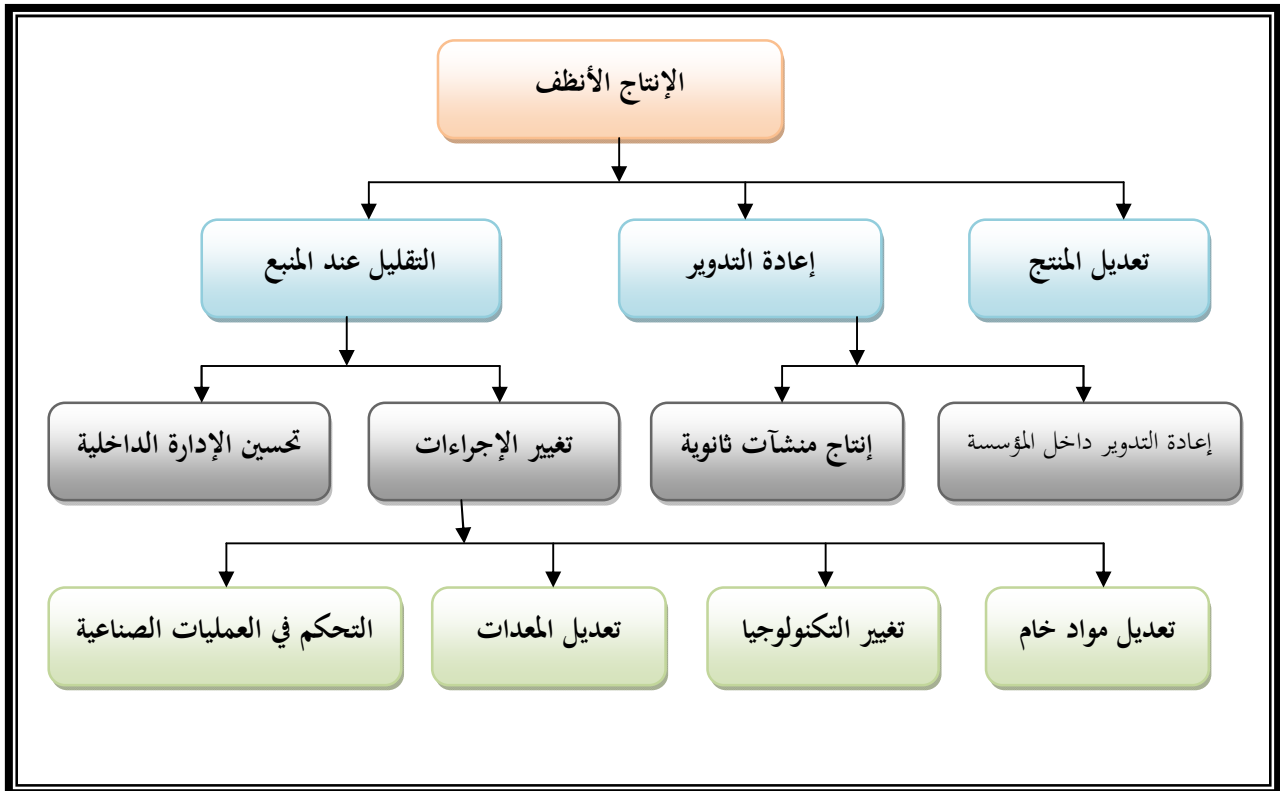 الإنتاج الأنظف
تعديل المنتج
إعادة التدوير
التقليل عند المنبع
إعادة التدوير داخل المؤسسة
إنتاج منشآت ثانوية
تغيير الإجراءات
تحسين الإدارة الداخلية
تعديل مواد خام
تغيير التكنولوجيا
تعديل المعدات
التحكم في العمليات الصناعية